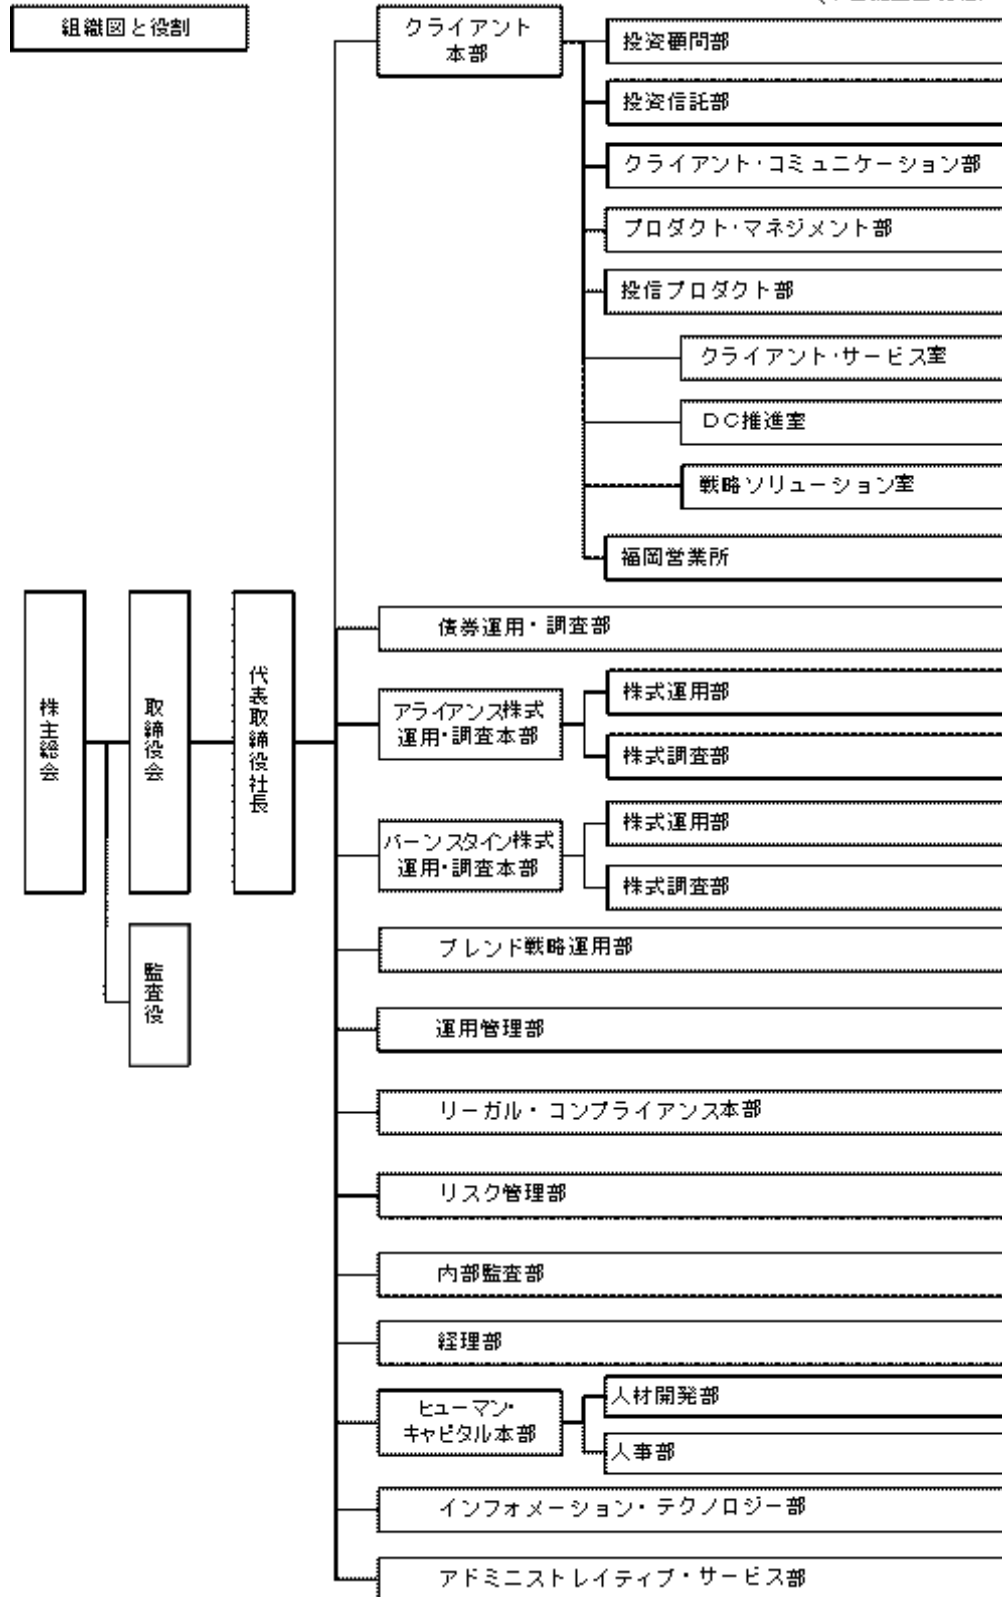 組織図と役割
クライアント
本部
投資顧問部
投資信託部
クライアント・コミュニケーション部
プロダクト・マネジメント部
投信プロダクト部
クライアント・サービス室
DC推進室
戦略ソリューション室
福岡営業所
株主総会
取締役会
代表取締役社長
監査役
債券運用・調査部
アライアンス株式
運用・調査本部
株式運用部
株式調査部
バーンスタイン株式
運用・調査本部
株式運用部
株式調査部
ブレンド戦略運用部
運用管理部
リーガル・コンプライアンス本部
リスク管理部
内部監査部
経理部
ヒューマン・
キャピタル本部
人材開発部
人事部
インフォメーション・テクノロジー部
アドミニストレイティブ・サービス部